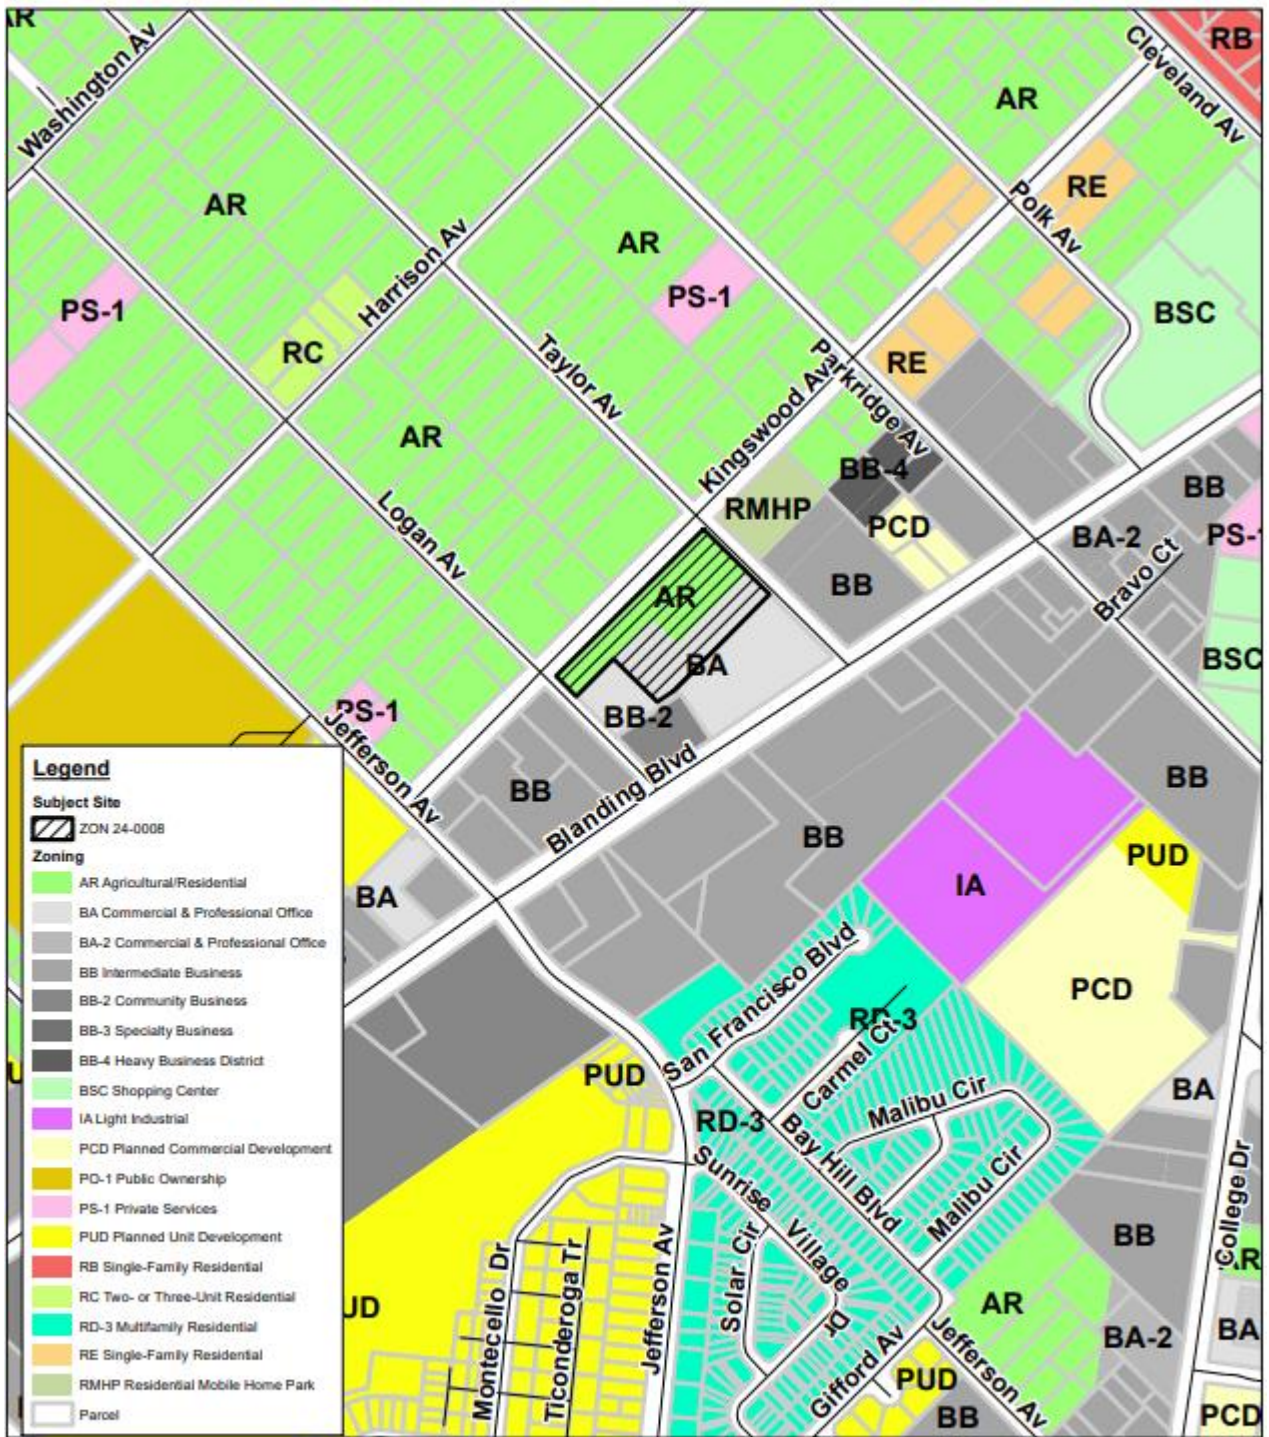 AR
RB
Cleveland Av
Washington Av
AR
RE
AR
Polk Av
Harrison Av
AR
PS-1
PS-1
BSC
RC
Taylor Av
Kingswood Av
Parkridge Av
RE
AR
BB-4
RMHP
PCD
BB
PS-
BA-2
Bravo Ct
Logan Av
BB
AR
BSC
BA
PS-1
BB-2
Jefferson Av
BB
Blanding Blvd
BB
BB
PUD
IA
BA
PCD
San Francisco Blvd
RD-3
Carmel Ct
PUD
BA
Malibu Cir
RD-3
Bay Hill Blvd
Malibu Cir
Sunrise Village Dr
Solar Cir
College Dr
BB
AR
AR
BA-2
BA
Montecello Dr
Ticonderoga Tr
Jefferson Av
UD
Gifford Av
Jefferson Av
PUD
BB
PCD
U
Legend
Subject Site
ZON 24-0008
Zoning
AR Agricultural/Residential
BA Commercial & Professional Office
BA-2 Commercial & Professional Office
BB Intermediate Business
BB-2 Community Business
BB-3 Specialty Business
BB-4 Heavy Business District
BSC Shopping Center
IA Light Industrial
PCD Planned Commercial Development
PO-1 Public Ownership
PS-1 Private Services
PUD Planned Unit Development
RB Single-Family Residential
RC Two- or Three-Unit Residential
RD-3 Multifamily Residential
RE Single-Family Residential
RMHP Residential Mobile Home Park
Parcel